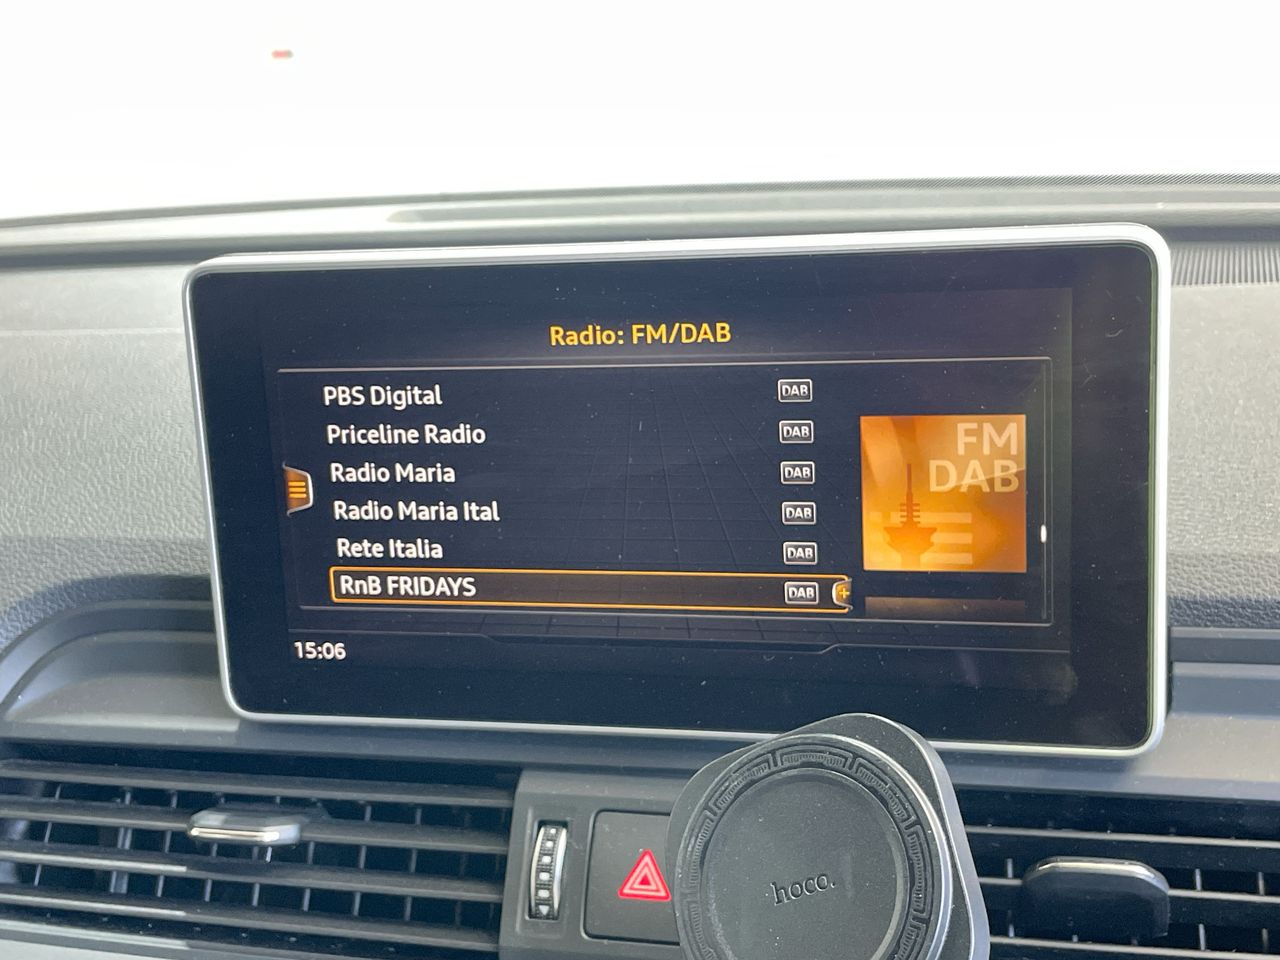 Radio: FM/DAB
PBS Digital DAB
Priceline Radio DAB
Radio Maria DAB
Radio Maria Ital DAB
Rete Italia DAB
RnB FRIDAYS DAB +
FM
DAB
15:06
hoco.